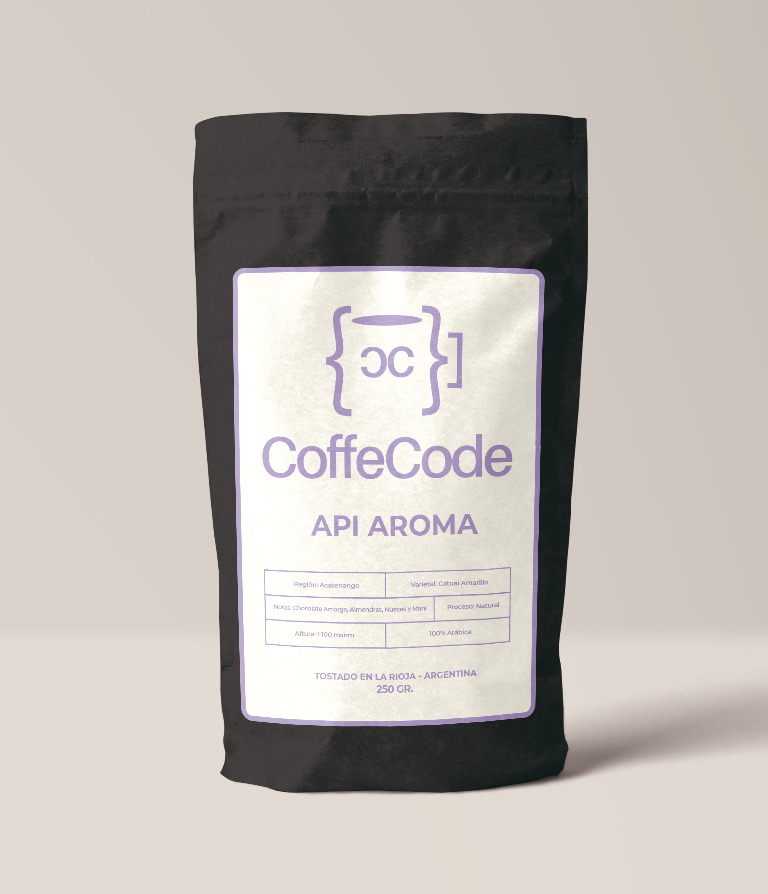 {ɔc}]
CoffeCode
API AROMA
Región: Acatenango
Varietal: Catuai Amarillo
Notas: Chocolate Amargo, Almendras, Nueces y Maní
Proceso: Natural
Altura: 1.100 msnm
100% Arábica
TOSTADO EN LA RIOJA - ARGENTINA
250 GR.